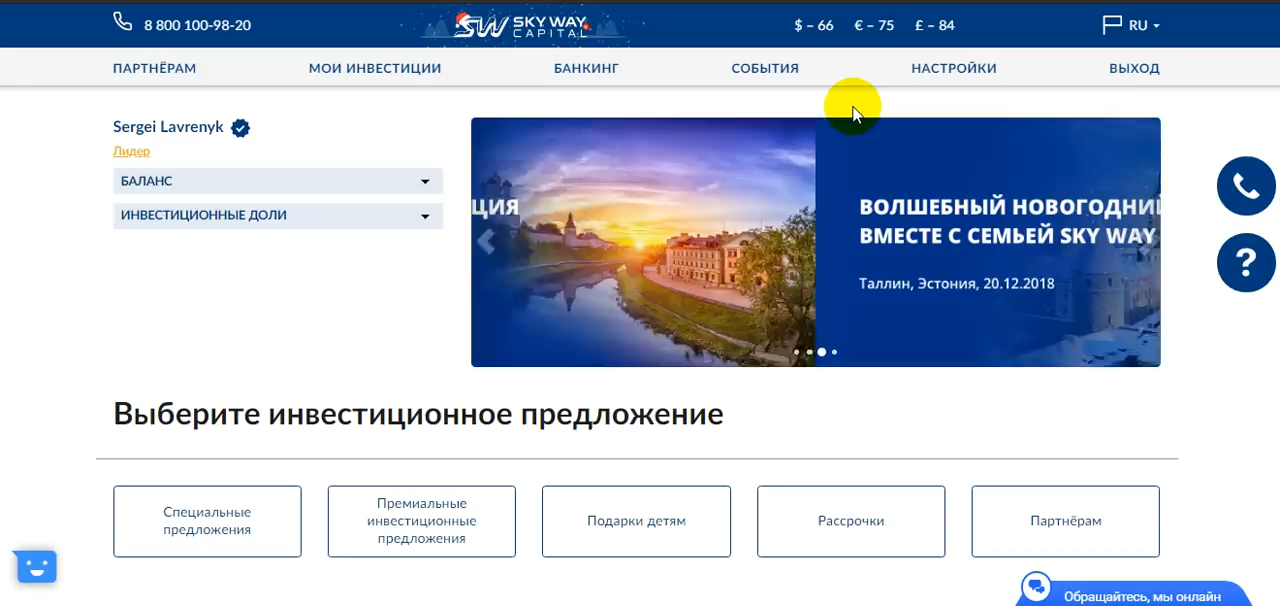 8 800 100-98-20
SW SKY WAY
CAPITAL
$ – 66 € – 75 £ – 84
RU
ПАРТНЁРАМ МОИ ИНВЕСТИЦИИ БАНКИНГ СОБЫТИЯ НАСТРОЙКИ ВЫХОД
Sergei Lavrenyk
Лидер
БАЛАНС
ИНВЕСТИЦИОННЫЕ ДОЛИ
ЦИЯ
ВОЛШЕБНЫЙ НОВОГОДНИ
ВМЕСТЕ С СЕМЬЕЙ SKY WAY
Таллин, Эстония, 20.12.2018
?
Выберите инвестиционное предложение
Специальные
предложения
Премиальные
инвестиционные
предложения
Подарки детям
Рассрочки
Партнёрам
Обращайтесь, мы онлайн